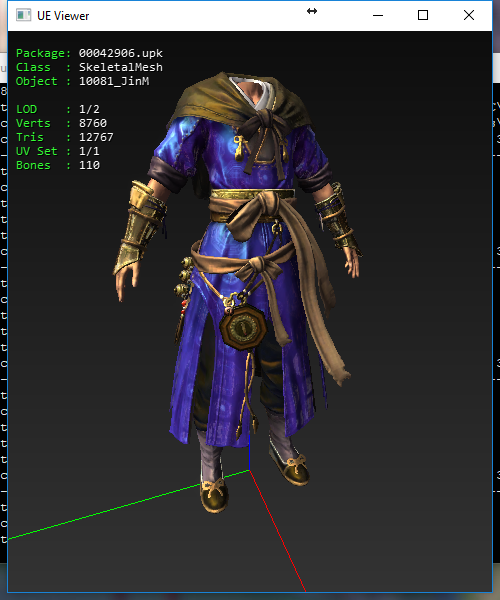 UE Viewer
Package: 00042906.upk
Class  : SkeletalMesh
Object : 10081_JinM
LOD    : 1/2
Verts  : 8760
Tris   : 12767
UV Set : 1/1
Bones  : 110